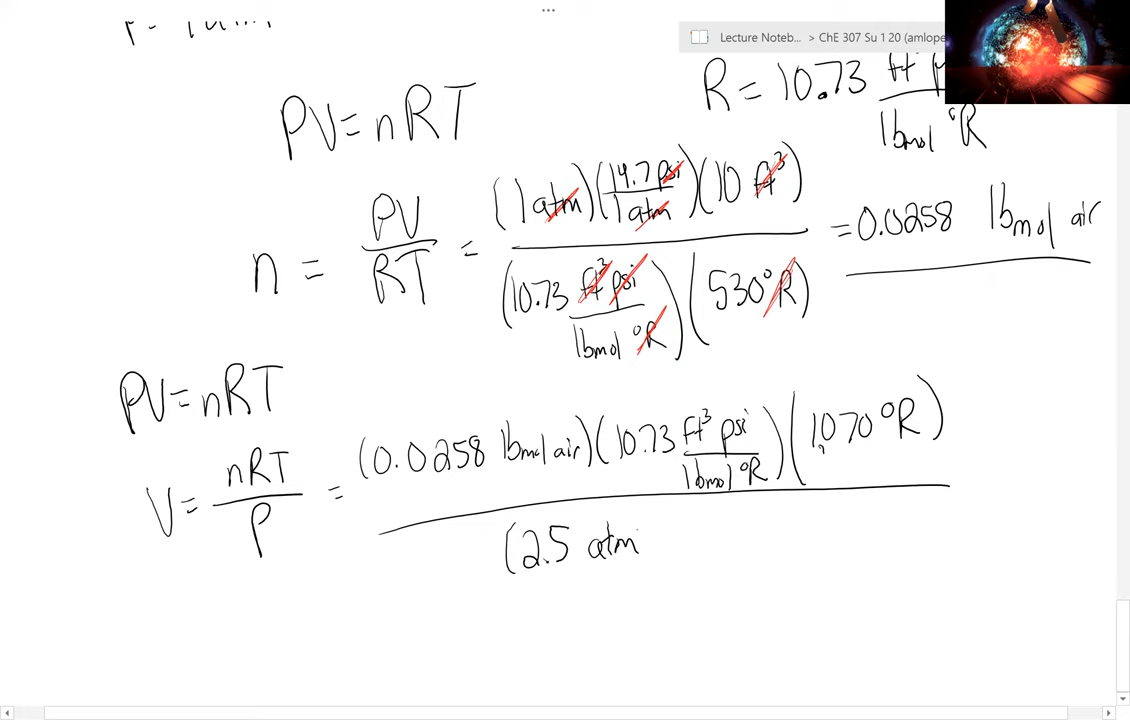 Lecture Noteb... > ChE 307 Su 1 20 (amlope
R = 10.73 ft³
lbmol °R
PV = nRT
n = PV/RT = (1 atm)(14.7 psi/1 atm)(10 ft³) / (10.73 ft³ psi/lbmol °R)(530°R) = 0.0258 lbmol air
PV = nRT
V = nRT/P = (0.0258 lbmol air)(10.73 ft³ psi/lbmol °R)(1,070 °R) / (2.5 atm